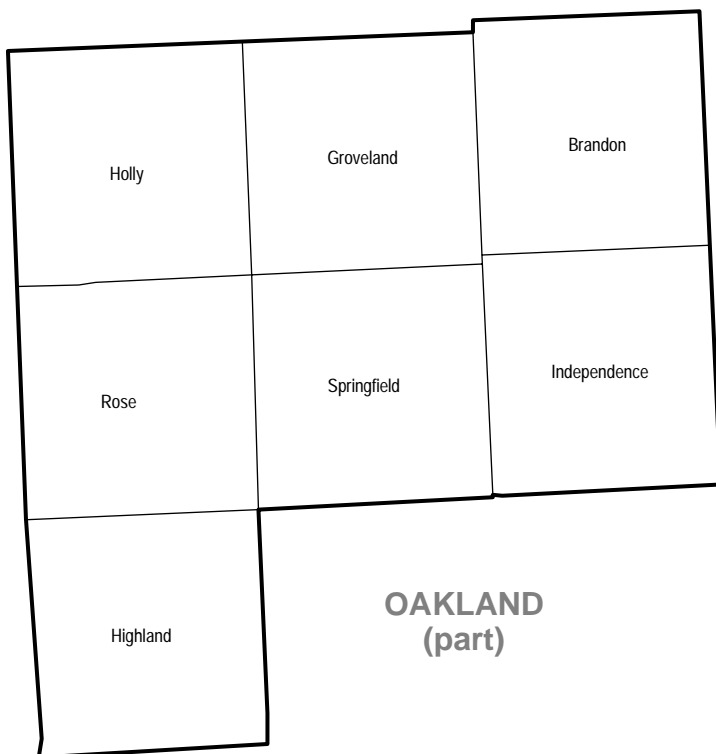 Holly
Groveland
Brandon
Rose
Springfield
Independence
Highland
OAKLAND
(part)